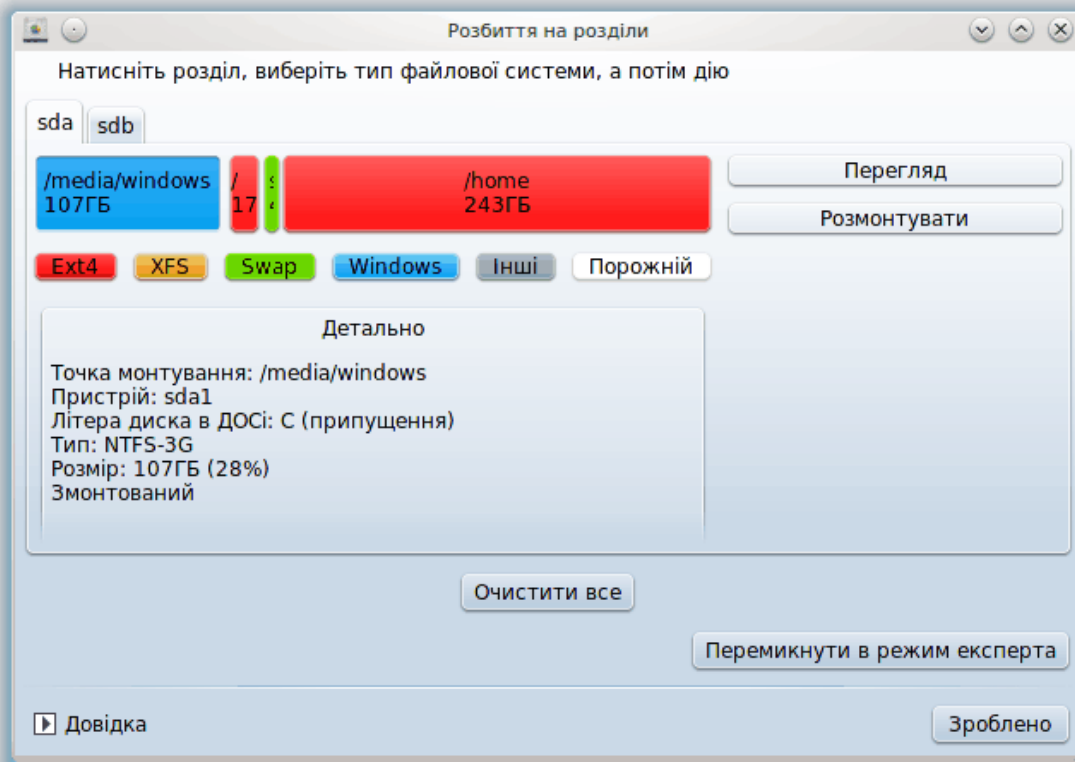 Розбиття на розділи
Натисніть розділ, виберіть тип файлової системи, а потім дію
sda
sdb
/media/windows
107ГБ
/
17
/home
243ГБ
Перегляд
Розмонтувати
Ext4
XFS
Swap
Windows
Інші
Порожній
Детально
Точка монтування: /media/windows
Пристрій: sda1
Літера диска в ДОСі: C (припущення)
Тип: NTFS-3G
Розмір: 107ГБ (28%)
Змонтований
Очистити все
Перемикнути в режим експерта
Довідка
Зроблено